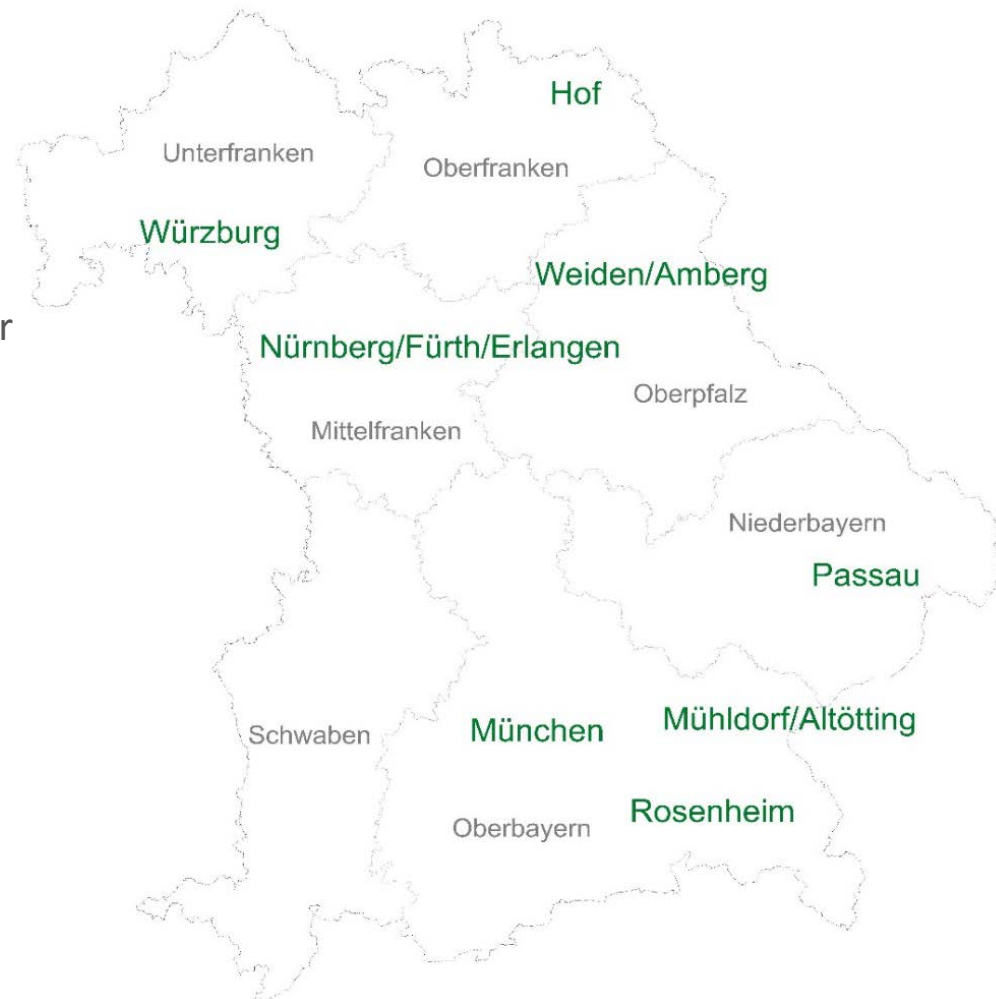 Hof
Unterfranken
Oberfranken
Würzburg
Weiden/Amberg
r
Nürnberg/Fürth/Erlangen
Oberpfalz
Mittelfranken
Niederbayern
Passau
Mühldorf/Altötting
München
Schwaben
Rosenheim
Oberbayern